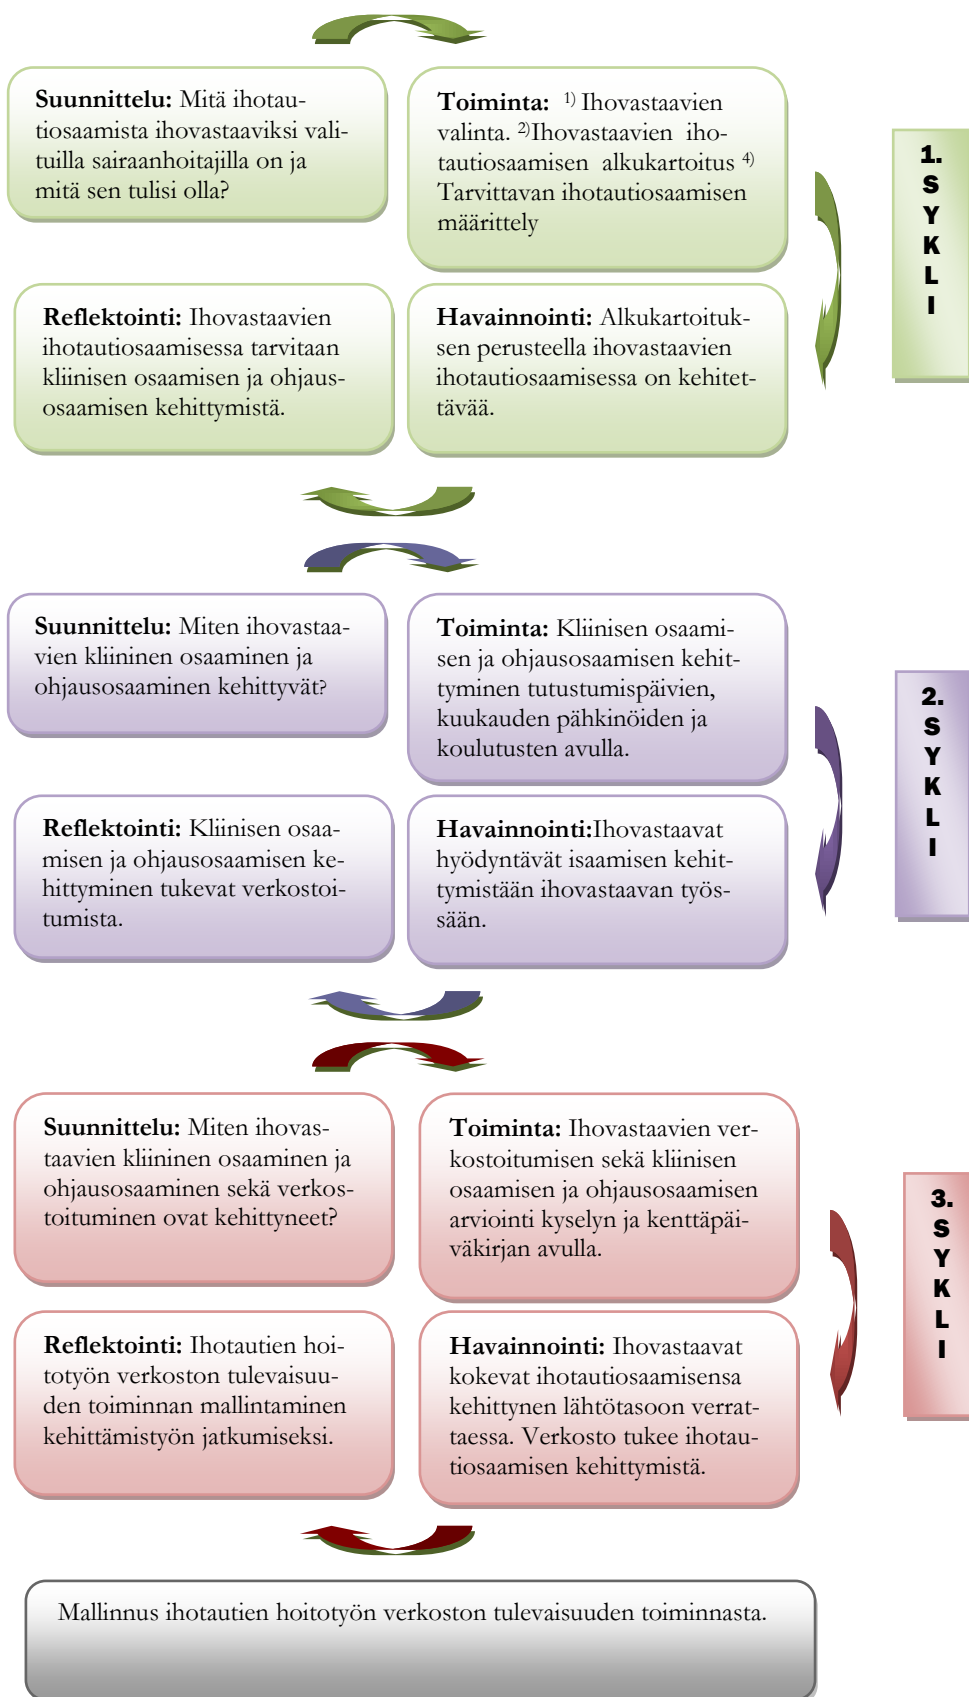 Suunnittelu: Mitä ihotau-
tiosaamista ihovastaaviksi vali-
tuilla sairaanhoitajilla on ja
mitä sen tulisi olla?
Toiminta: 1) Ihovastaavien
valinta. 2)Ihovastaavien iho-
tautiosaamisen alkukartoitus 4)
Tarvittavan ihotautiosaamisen
määrittely
1.
S
Y
K
L
I
Reflektointi: Ihovastaavien
ihotautiosaamisessa tarvitaan
kliinisen osaamisen ja ohjaus-
osaamisen kehittymistä.
Havainnointi: Alkukartoituk-
sen perusteella ihovastaavien
ihotautiosaamisessa on kehitet-
tävää.
Suunnittelu: Miten ihovastaa-
vien kliininen osaaminen ja
ohjausosaaminen kehittyvät?
Toiminta: Kliinisen osaami-
sen ja ohjausosaamisen kehit-
tyminen tutustumispäivien,
kuukauden pähkinöiden ja
koulutusten avulla.
2.
S
Y
K
L
I
Reflektointi: Kliinisen osaa-
misen ja ohjausosaamisen ke-
hittyminen tukevat verkostoi-
tumista.
Havainnointi:Ihovastaavat
hyödyntävät isaamisen kehit-
tymistään ihovastaavan työs-
sään.
Suunnittelu: Miten ihovas-
taavien kliininen osaaminen ja
ohjausosaaminen sekä verkos-
toituminen ovat kehittyneet?
Toiminta: Ihovastaavien ver-
kostoitumisen sekä kliinisen
osaamisen ja ohjausosaamisen
arviointi kyselyn ja kenttäpäi-
väkirjan avulla.
3.
S
Y
K
L
I
Reflektointi: Ihotautien hoi-
totyön verkoston tulevaisuu-
den toiminnan mallintaminen
kehittämistyön jatkumiseksi.
Havainnointi: Ihovastaavat
kokevat ihotautiosaamisensa
kehittynen lähtötasoon verrat-
taessa. Verkosto tukee ihotau-
tiosaamisen kehittymistä.
Mallinnus ihotautien hoitotyön verkoston tulevaisuuden toiminnasta.